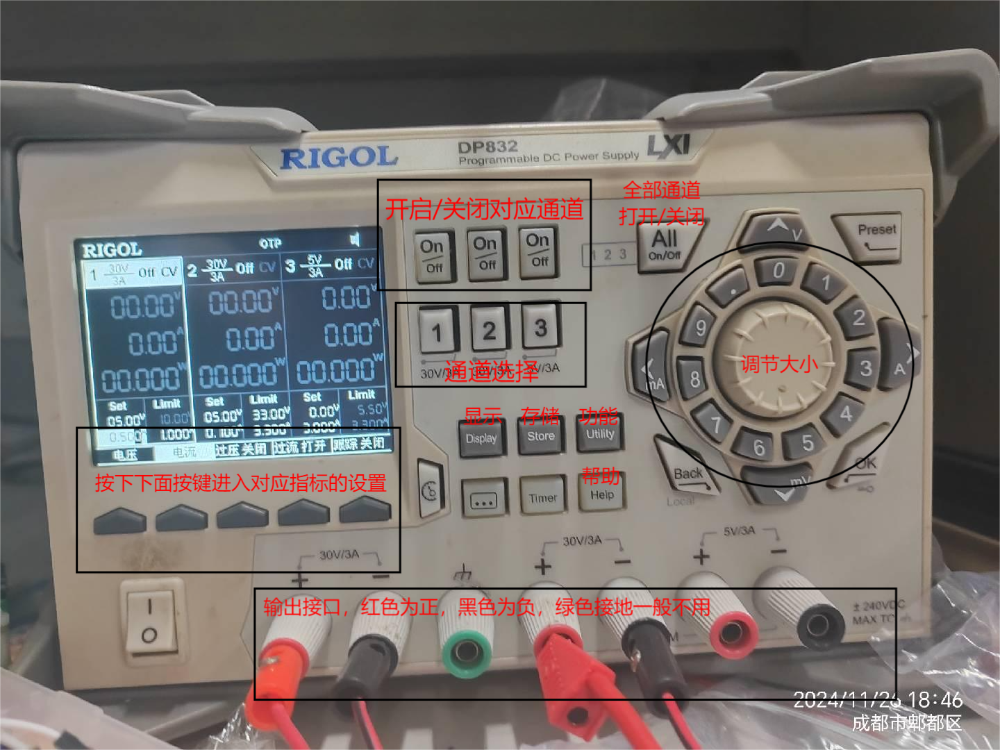 RIGOL
DP832
Programmable DC Power Supply
LXI
开启/关闭对应通道
全部通道
打开/关闭
On
Off
On
Off
On
Off
1 2 3
All
On/Off
Preset
RIGOL
OTP
1 30V 3A Off CV
2 30V 3A Off CV
3 5V 3A Off CV
00.00V
00.00V
0.00V
0.00A
0.00A
0.00A
00.000W
00.000W
00.000W
Set Limit
Set Limit
Set Limit
05.00V 10.00V
05.00V 33.00V
0.00V 5.50V
0.500 1.000A
0.100A 3.300A
3.000A 3.300A
电压
电流
过压 关闭
过流 打开
跟踪 关闭
按下下面按键进入对应指标的设置
1
2
3
30V/3A
5V/3A
通道选择
显示
存储
功能
Display
Store
Utility
帮助
...
Timer
Help
V
.
0
1
2
3
4
5
6
7
8
9
mA
A
mV
调节大小
Back
Local
OK
30V/3A
+
−
30V/3A
+
−
5V/3A
+
−
输出接口，红色为正，黑色为负，绿色接地一般不用
± 240VDC
MAX TO
2024/11/26 18:46
成都市郫都区